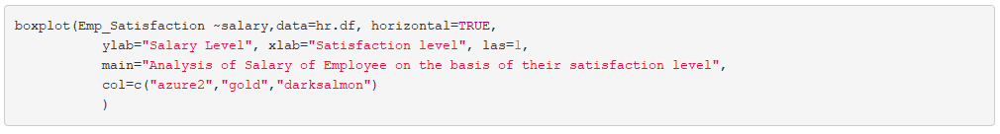 boxplot(Emp_Satisfaction ~salary,data=hr.df, horizontal=TRUE,
ylab="Salary Level", xlab="Satisfaction level", las=1,
main="Analysis of Salary of Employee on the basis of their satisfaction level",
col=c("azure2","gold","darksalmon")
)